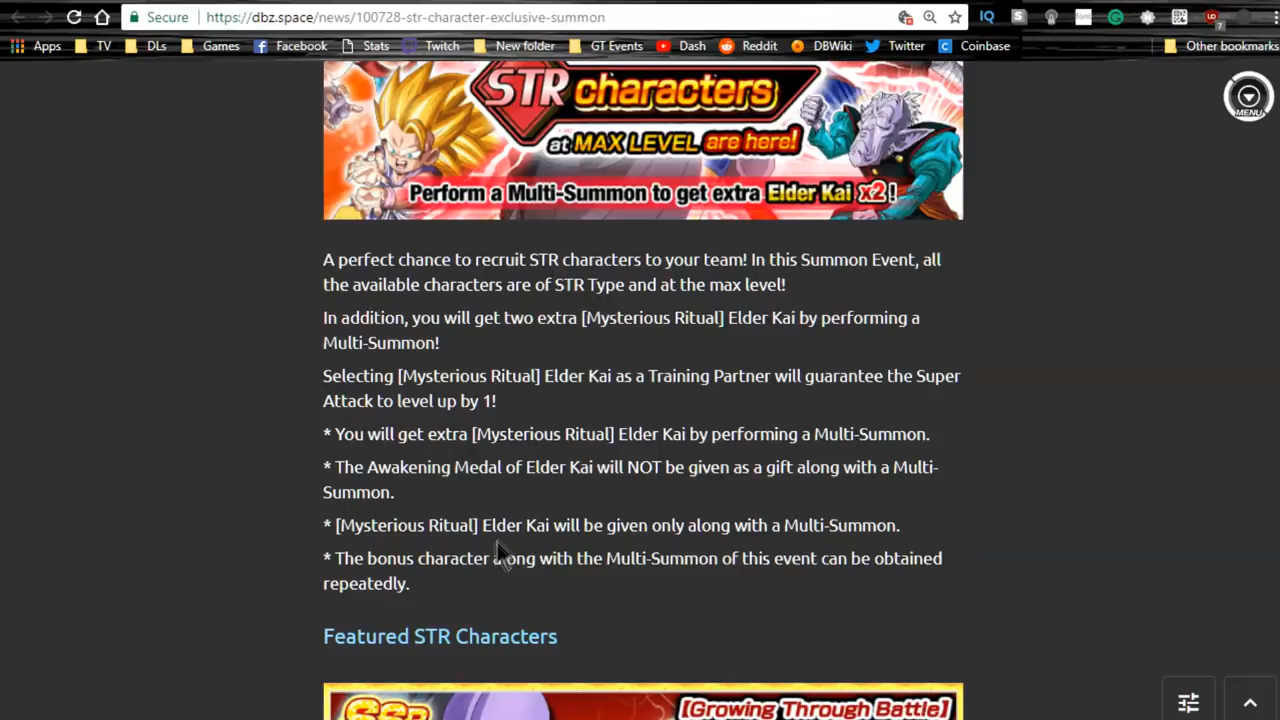 Secure https://dbz.space/news/100728-str-character-exclusive-summon
IQ S font UD 7
Apps TV DLs Games Facebook Stats Twitch New folder GT Events Dash Reddit DBWiki Twitter Coinbase Other bookmarks
STR characters
at MAX LEVEL are here!
MENU
Perform a Multi-Summon to get extra Elder Kai x2!
A perfect chance to recruit STR characters to your team! In this Summon Event, all
the available characters are of STR Type and at the max level!
In addition, you will get two extra [Mysterious Ritual] Elder Kai by performing a
Multi-Summon!
Selecting [Mysterious Ritual] Elder Kai as a Training Partner will guarantee the Super
Attack to level up by 1!
* You will get extra [Mysterious Ritual] Elder Kai by performing a Multi-Summon.
* The Awakening Medal of Elder Kai will NOT be given as a gift along with a Multi-
Summon.
* [Mysterious Ritual] Elder Kai will be given only along with a Multi-Summon.
* The bonus character along with the Multi-Summon of this event can be obtained
repeatedly.
Featured STR Characters
SSR [Growing Through Battle]